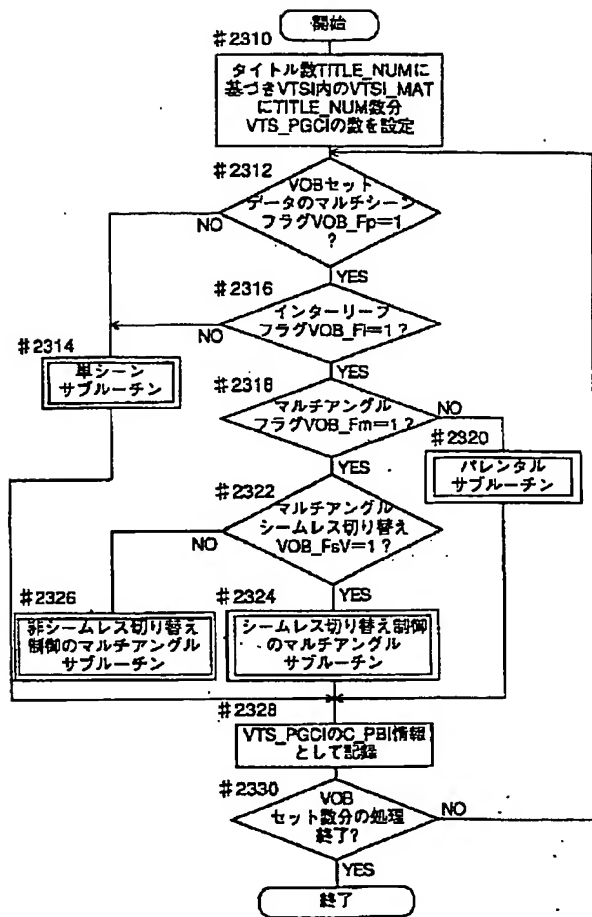 開始
#2310
タイトル数TITLE_NUMに
基づきVTSI内のVTSI_MAT
にTITLE_NUM数分
VTS_PGCIの数を設定
#2312
VOBセット
データのマルチシーン
フラグVOB_Fp=1
?
NO
YES
#2316
インターリーブ
フラグVOB_Fi=1?
NO
YES
#2314
単シーン
サブルーチン
#2318
マルチアングル
フラグVOB_Fm=1?
NO
YES
#2320
パレンタル
サブルーチン
#2322
マルチアングル
シームレス切り替え
VOB_FsV=1?
NO
YES
#2326
非シームレス切り替え
制御のマルチアングル
サブルーチン
#2324
シームレス切り替え制御
のマルチアングル
サブルーチン
#2328
VTS_PGCIのC_PBI情報
として記録
#2330
VOB
セット数分の処理
終了?
NO
YES
終了